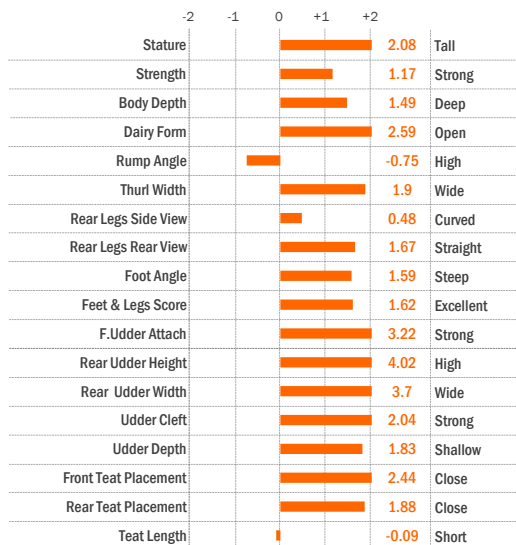 -2 -1 0 +1 +2
Stature 2.08 Tall
Strength 1.17 Strong
Body Depth 1.49 Deep
Dairy Form 2.59 Open
Rump Angle -0.75 High
Thurl Width 1.9 Wide
Rear Legs Side View 0.48 Curved
Rear Legs Rear View 1.67 Straight
Foot Angle 1.59 Steep
Feet & Legs Score 1.62 Excellent
F.Udder Attach 3.22 Strong
Rear Udder Height 4.02 High
Rear Udder Width 3.7 Wide
Udder Cleft 2.04 Strong
Udder Depth 1.83 Shallow
Front Teat Placement 2.44 Close
Rear Teat Placement 1.88 Close
Teat Length -0.09 Short